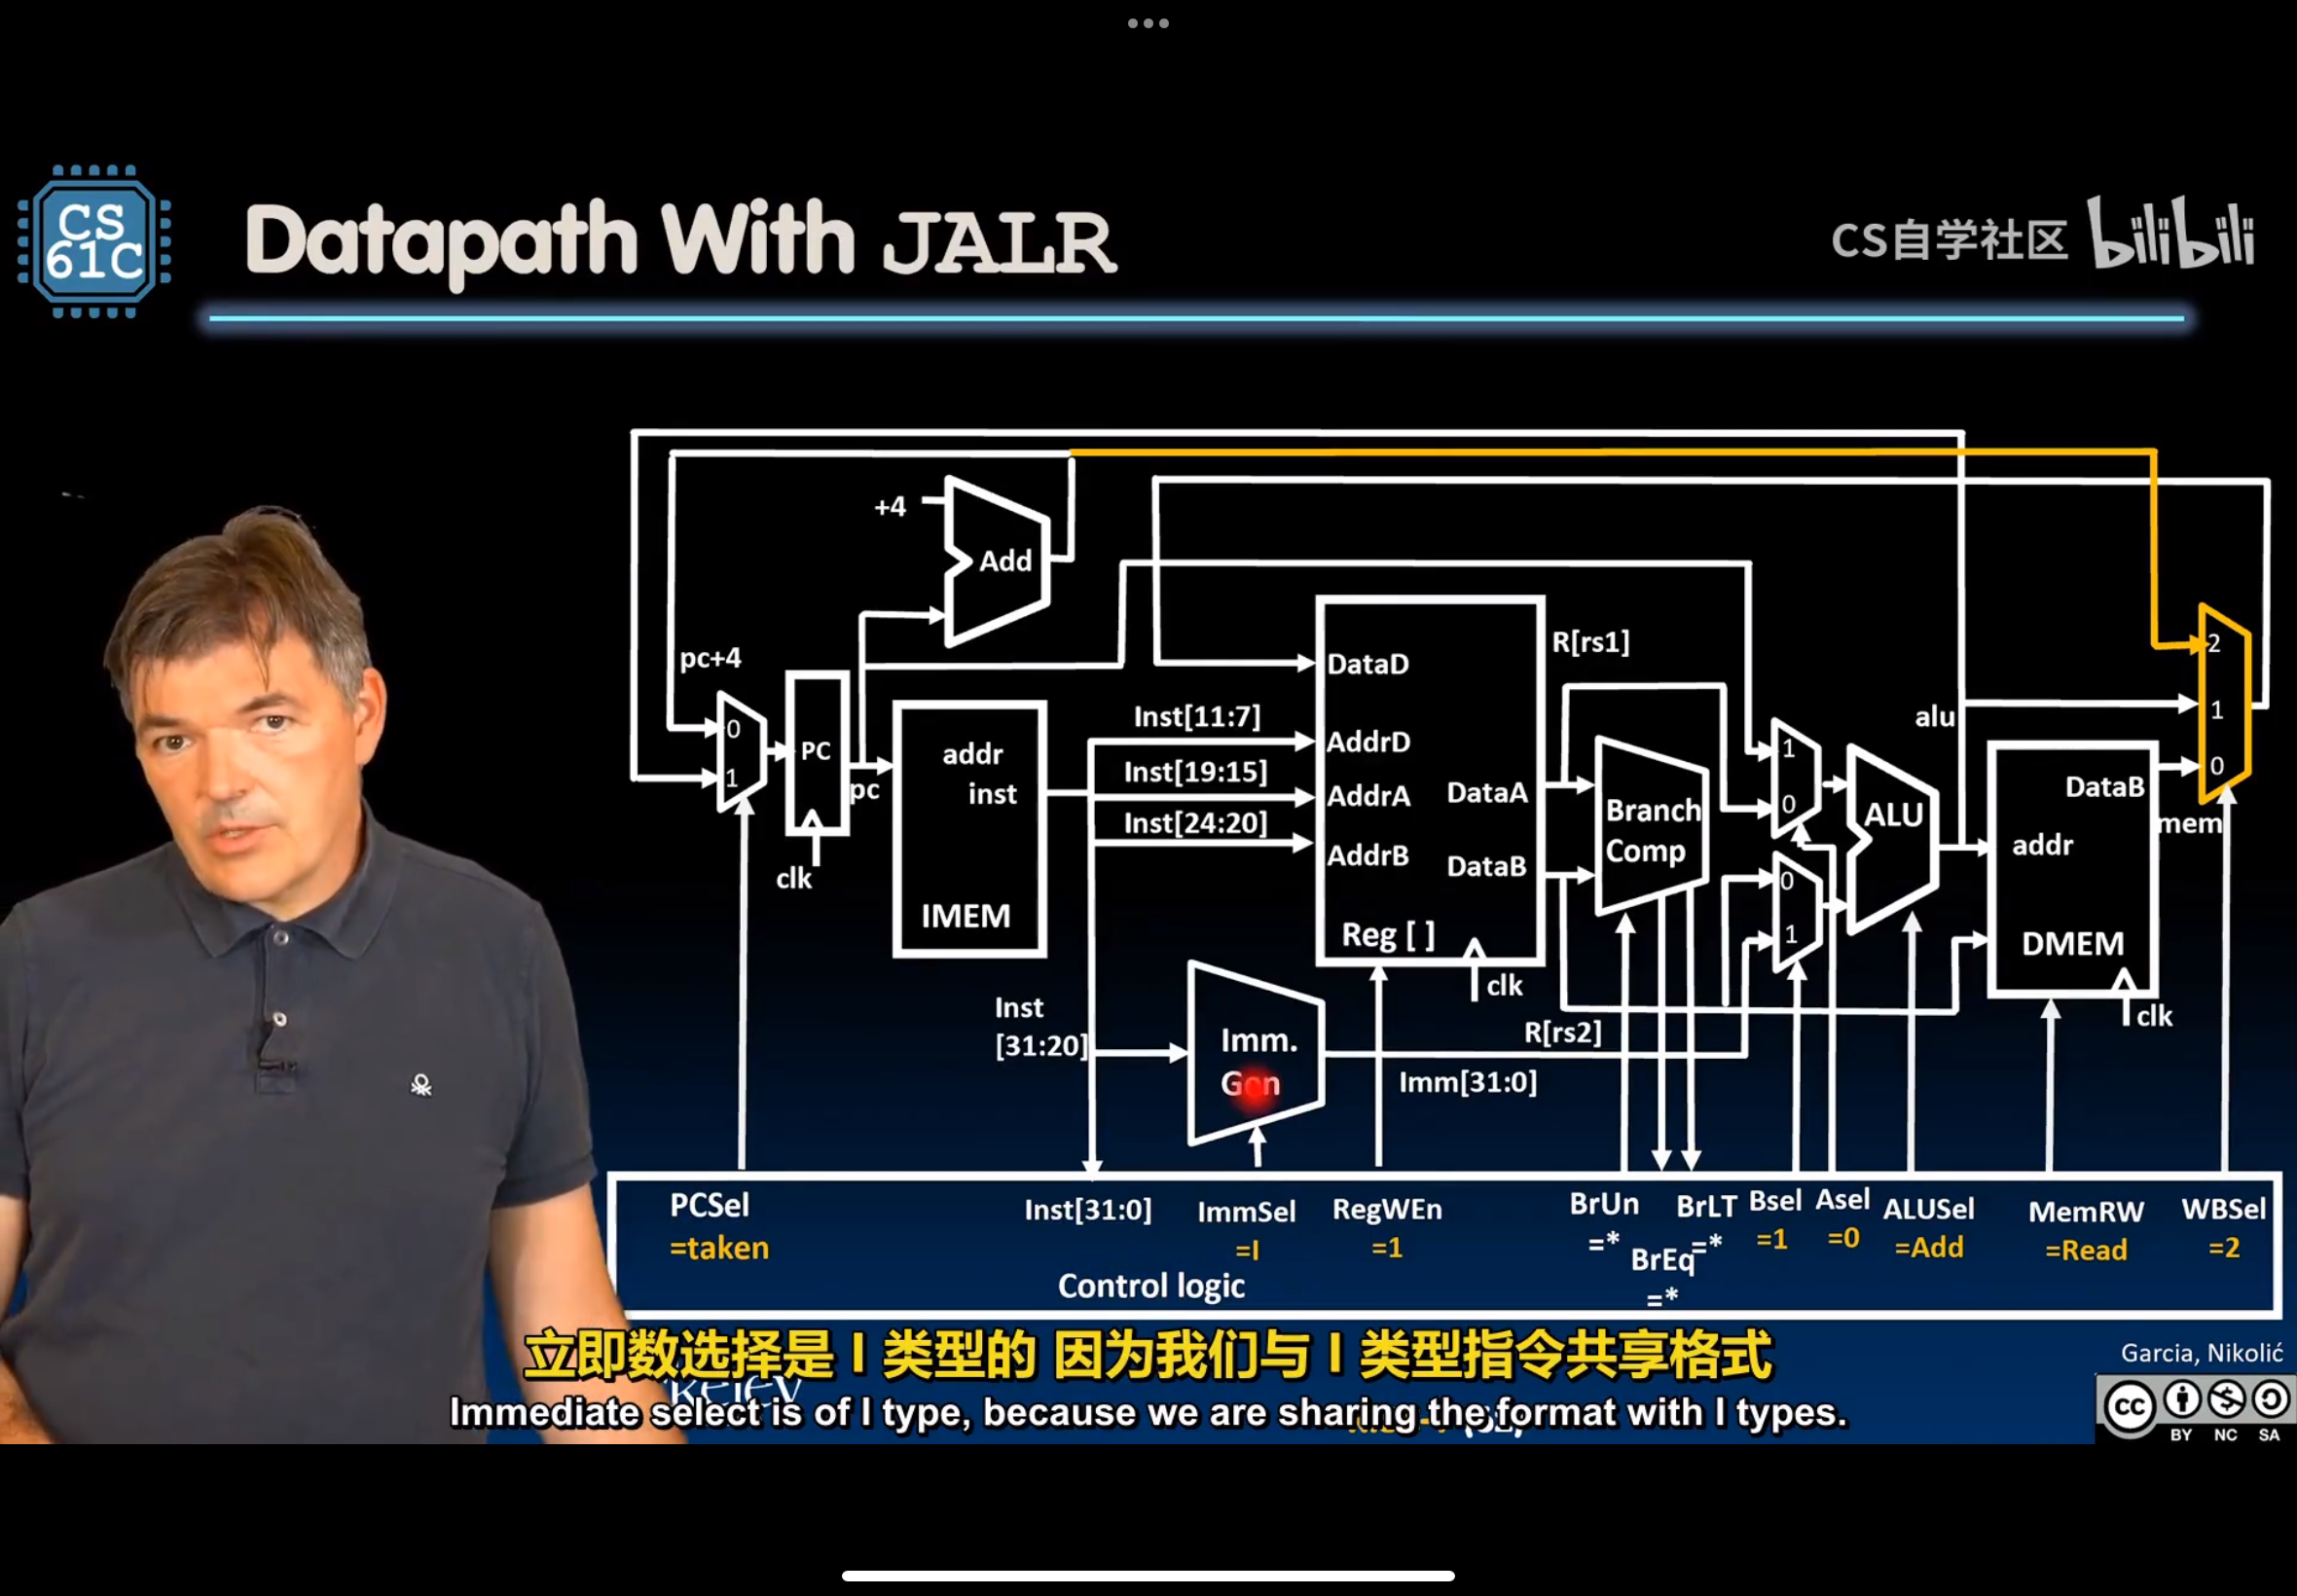 CS
61C
Datapath With JALR
CS自学社区 bilibili
+4
Add
pc+4
0
1
PC
clk
pc
addr
inst
IMEM
Inst[11:7]
Inst[19:15]
Inst[24:20]
DataD
AddrD
AddrA
AddrB
DataA
DataB
Reg [ ]
clk
R[rs1]
Branch
Comp
1
0
0
1
ALU
alu
DataB
addr
DMEM
clk
mem
2
1
0
Inst
[31:20]
Imm.
Gen
R[rs2]
Imm[31:0]
PCSel
=taken
Inst[31:0]
ImmSel
=I
RegWEn
=1
BrUn
=*
BrEq
=*
BrLT
=*
Bsel
=1
Asel
=0
ALUSel
=Add
MemRW
=Read
WBSel
=2
Control logic
立即数选择是 I 类型的 因为我们与 I 类型指令共享格式
Immediate select is of I type, because we are sharing the format with I types.
Garcia, Nikolić
cc
BY NC SA